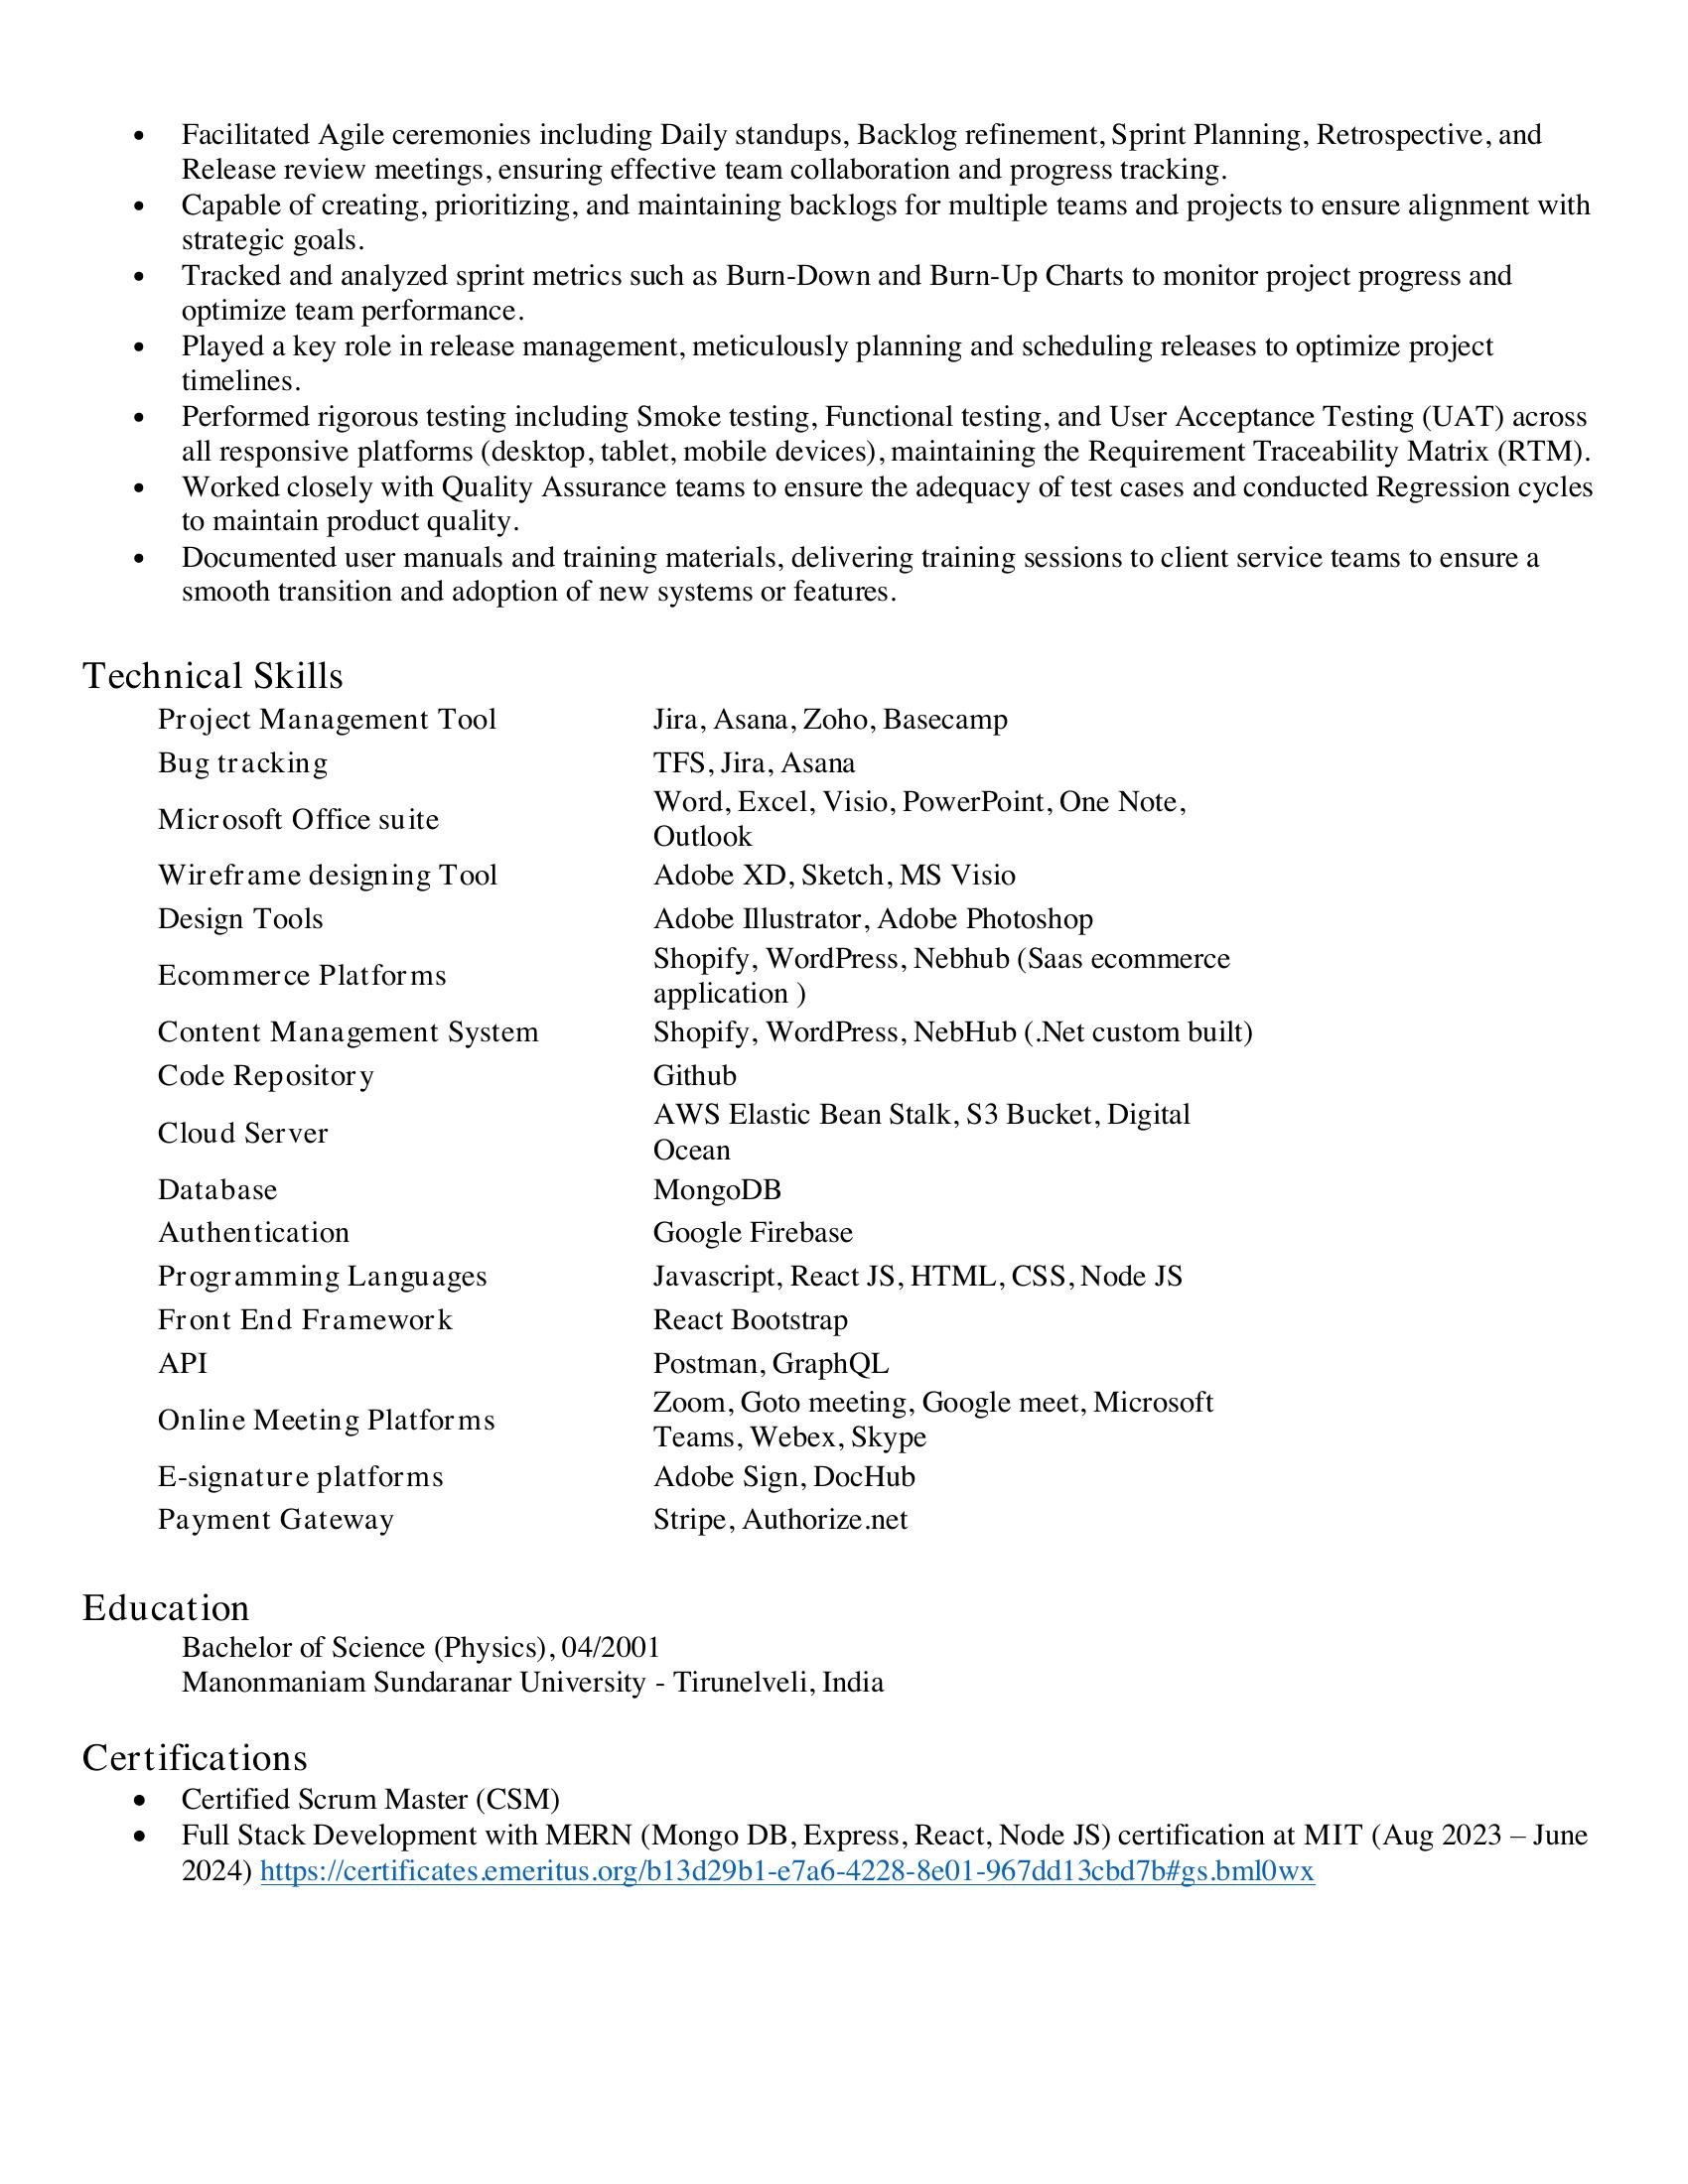 • Facilitated Agile ceremonies including Daily standups, Backlog refinement, Sprint Planning, Retrospective, and
Release review meetings, ensuring effective team collaboration and progress tracking.
• Capable of creating, prioritizing, and maintaining backlogs for multiple teams and projects to ensure alignment with
strategic goals.
• Tracked and analyzed sprint metrics such as Burn-Down and Burn-Up Charts to monitor project progress and
optimize team performance.
• Played a key role in release management, meticulously planning and scheduling releases to optimize project
timelines.
• Performed rigorous testing including Smoke testing, Functional testing, and User Acceptance Testing (UAT) across
all responsive platforms (desktop, tablet, mobile devices), maintaining the Requirement Traceability Matrix (RTM).
• Worked closely with Quality Assurance teams to ensure the adequacy of test cases and conducted Regression cycles
to maintain product quality.
• Documented user manuals and training materials, delivering training sessions to client service teams to ensure a
smooth transition and adoption of new systems or features.
Technical Skills
Project Management Tool Jira, Asana, Zoho, Basecamp
Bug tracking TFS, Jira, Asana
Microsoft Office suite Word, Excel, Visio, PowerPoint, One Note,
Outlook
Wireframe designing Tool Adobe XD, Sketch, MS Visio
Design Tools Adobe Illustrator, Adobe Photoshop
Ecommerce Platforms Shopify, WordPress, Nebhub (Saas ecommerce
application )
Content Management System Shopify, WordPress, NebHub (.Net custom built)
Code Repository Github
Cloud Server AWS Elastic Bean Stalk, S3 Bucket, Digital
Ocean
Database MongoDB
Authentication Google Firebase
Programming Languages Javascript, React JS, HTML, CSS, Node JS
Front End Framework React Bootstrap
API Postman, GraphQL
Online Meeting Platforms Zoom, Goto meeting, Google meet, Microsoft
Teams, Webex, Skype
E-signature platforms Adobe Sign, DocHub
Payment Gateway Stripe, Authorize.net
Education
Bachelor of Science (Physics), 04/2001
Manonmaniam Sundaranar University - Tirunelveli, India
Certifications
• Certified Scrum Master (CSM)
• Full Stack Development with MERN (Mongo DB, Express, React, Node JS) certification at MIT (Aug 2023 – June
2024) https://certificates.emeritus.org/b13d29b1-e7a6-4228-8e01-967dd13cbd7b#gs.bml0wx